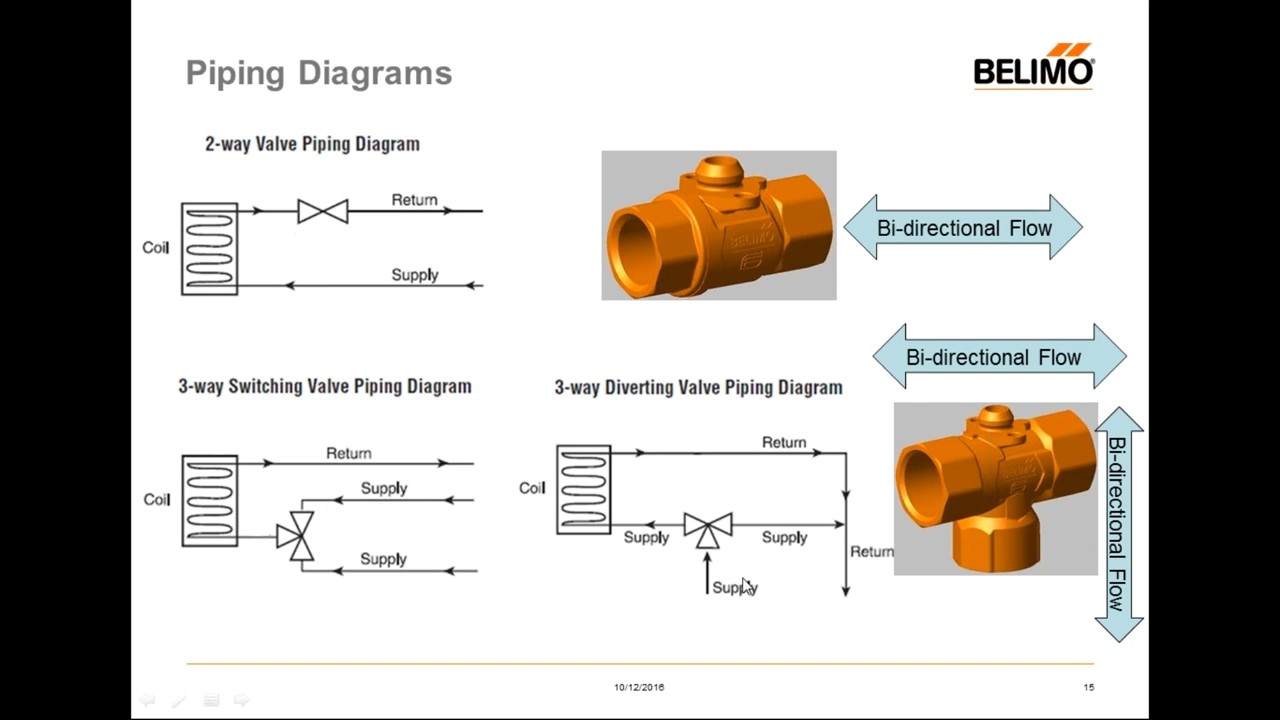 Piping Diagrams
BELIMO
2-way Valve Piping Diagram
Return
Coil
Supply
BELIMO
Bi-directional Flow
Bi-directional Flow
3-way Switching Valve Piping Diagram
Return
Supply
Coil
Supply
3-way Diverting Valve Piping Diagram
Return
Coil
Supply
Supply
Return
Supply
BELIMO
Bi-directional Flow
10/12/2016
15